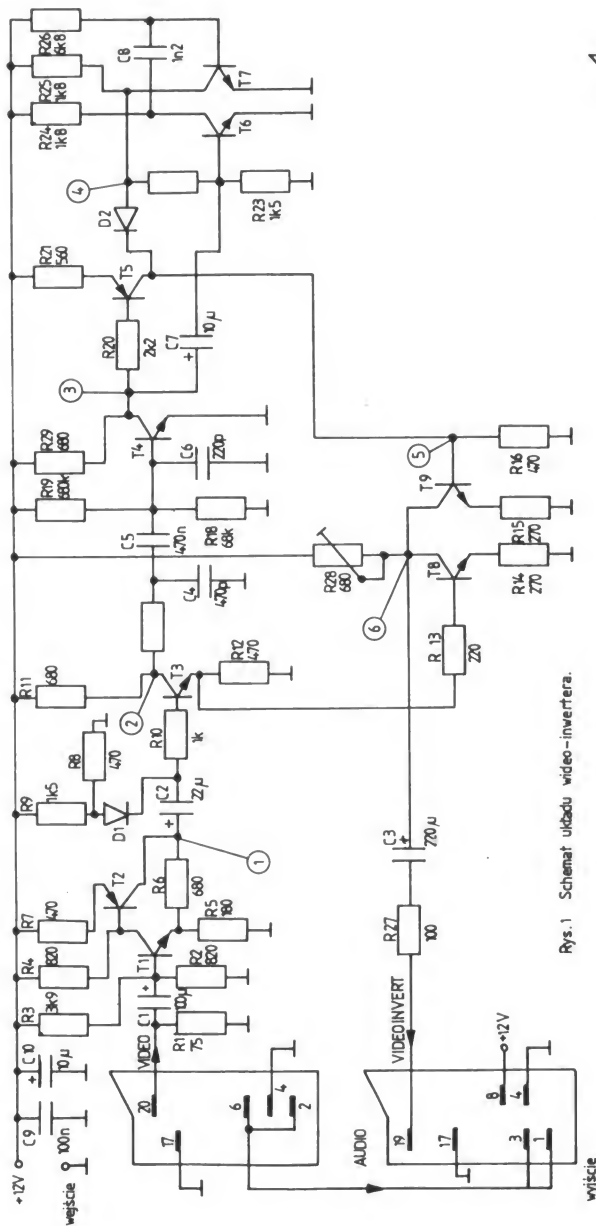 +12V
wejście
C9
100n
C10
10μ
R3
3k9
R4
820
R7
470
T2
T1
C1
100μ
R1
75
R2
820
R5
180
R6
680
1
VIDEO
20
17
6
4
2
R9
1k5
R8
470
D1
C2
22μ
R10
1k
T3
R11
680
2
R12
470
C4
470p
C5
470n
R19
680k
R29
680
T4
C6
220p
R18
68k
3
R20
2k2
C7
10μ
R21
560
T5
D2
4
R23
1k5
R24
1k8
R25
1k8
R26
6k8
C8
1n2
T6
T7
R28
680
6
T8
T9
5
R13
220
R14
270
R15
270
R16
470
C3
220μ
R27
100
VIDEO INVERT
AUDIO
19
17
3
1
8
4
+12V
wyjście
Rys.1 Schemat układu wideo-inwertera.